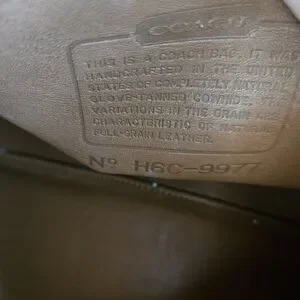 COACH
THIS IS A COACH BAG. IT WAS
HANDCRAFTED IN THE UNITED
STATES OF COMPLETELY NATURAL
GLOVE-TANNED COWHIDE. THE
VARIATIONS IN THE GRAIN ARE
CHARACTERISTIC OF NATURAL
FULL-GRAIN LEATHER.
Nº H6C-9977